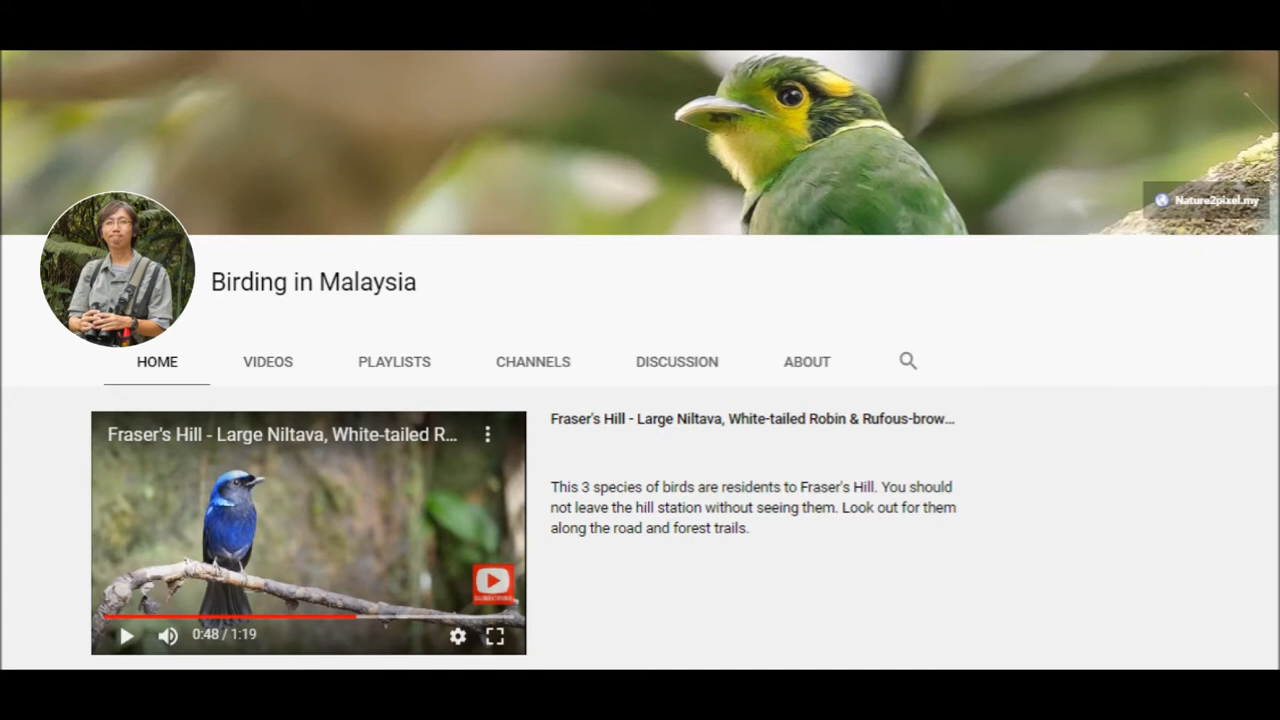 Nature2pixel.my
Birding in Malaysia
HOME VIDEOS PLAYLISTS CHANNELS DISCUSSION ABOUT
Fraser's Hill - Large Niltava, White-tailed R...
SUBSCRIBE
0:48 / 1:19
Fraser's Hill - Large Niltava, White-tailed Robin & Rufous-brow...
This 3 species of birds are residents to Fraser's Hill. You should
not leave the hill station without seeing them. Look out for them
along the road and forest trails.